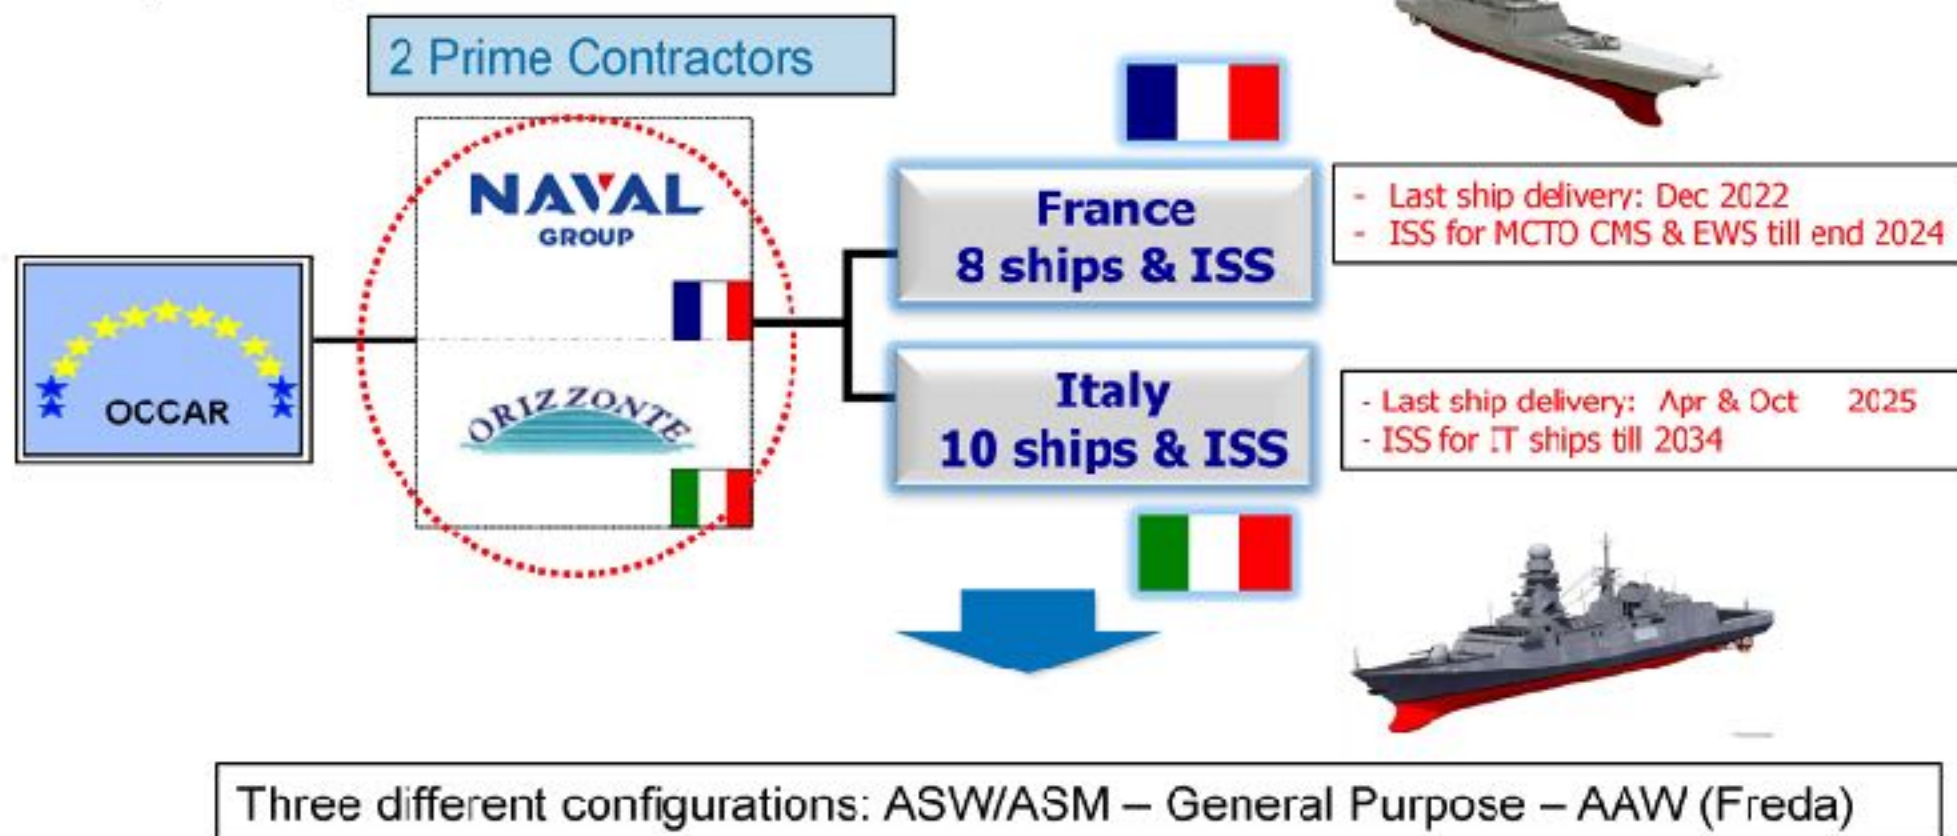 2 Prime Contractors
NAVAL
GROUP
France
8 ships & ISS
- Last ship delivery: Dec 2022
- ISS for MCTO CMS & EWS till end 2024
OCCAR
ORIZZONTE
Italy
10 ships & ISS
- Last ship delivery: Apr & Oct 2025
- ISS for IT ships till 2034
Three different configurations: ASW/ASM – General Purpose – AAW (Freda)